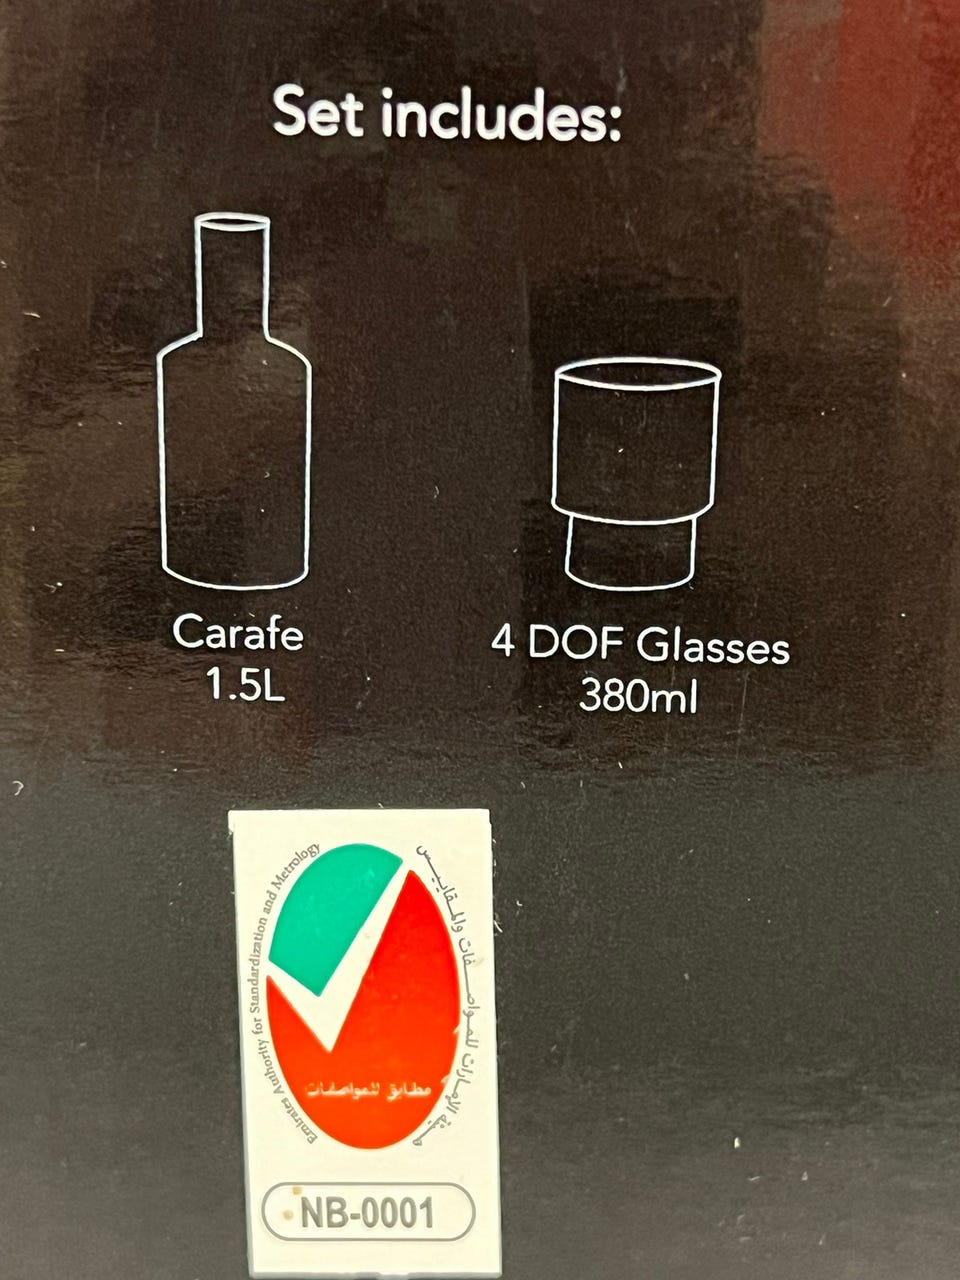 Set includes:
Carafe
1.5L
4 DOF Glasses
380ml
Emirates Authority for Standardization and Metrology
هيئة الإمارات للمواصفات والمقاييس
مطابق للمواصفات
NB-0001